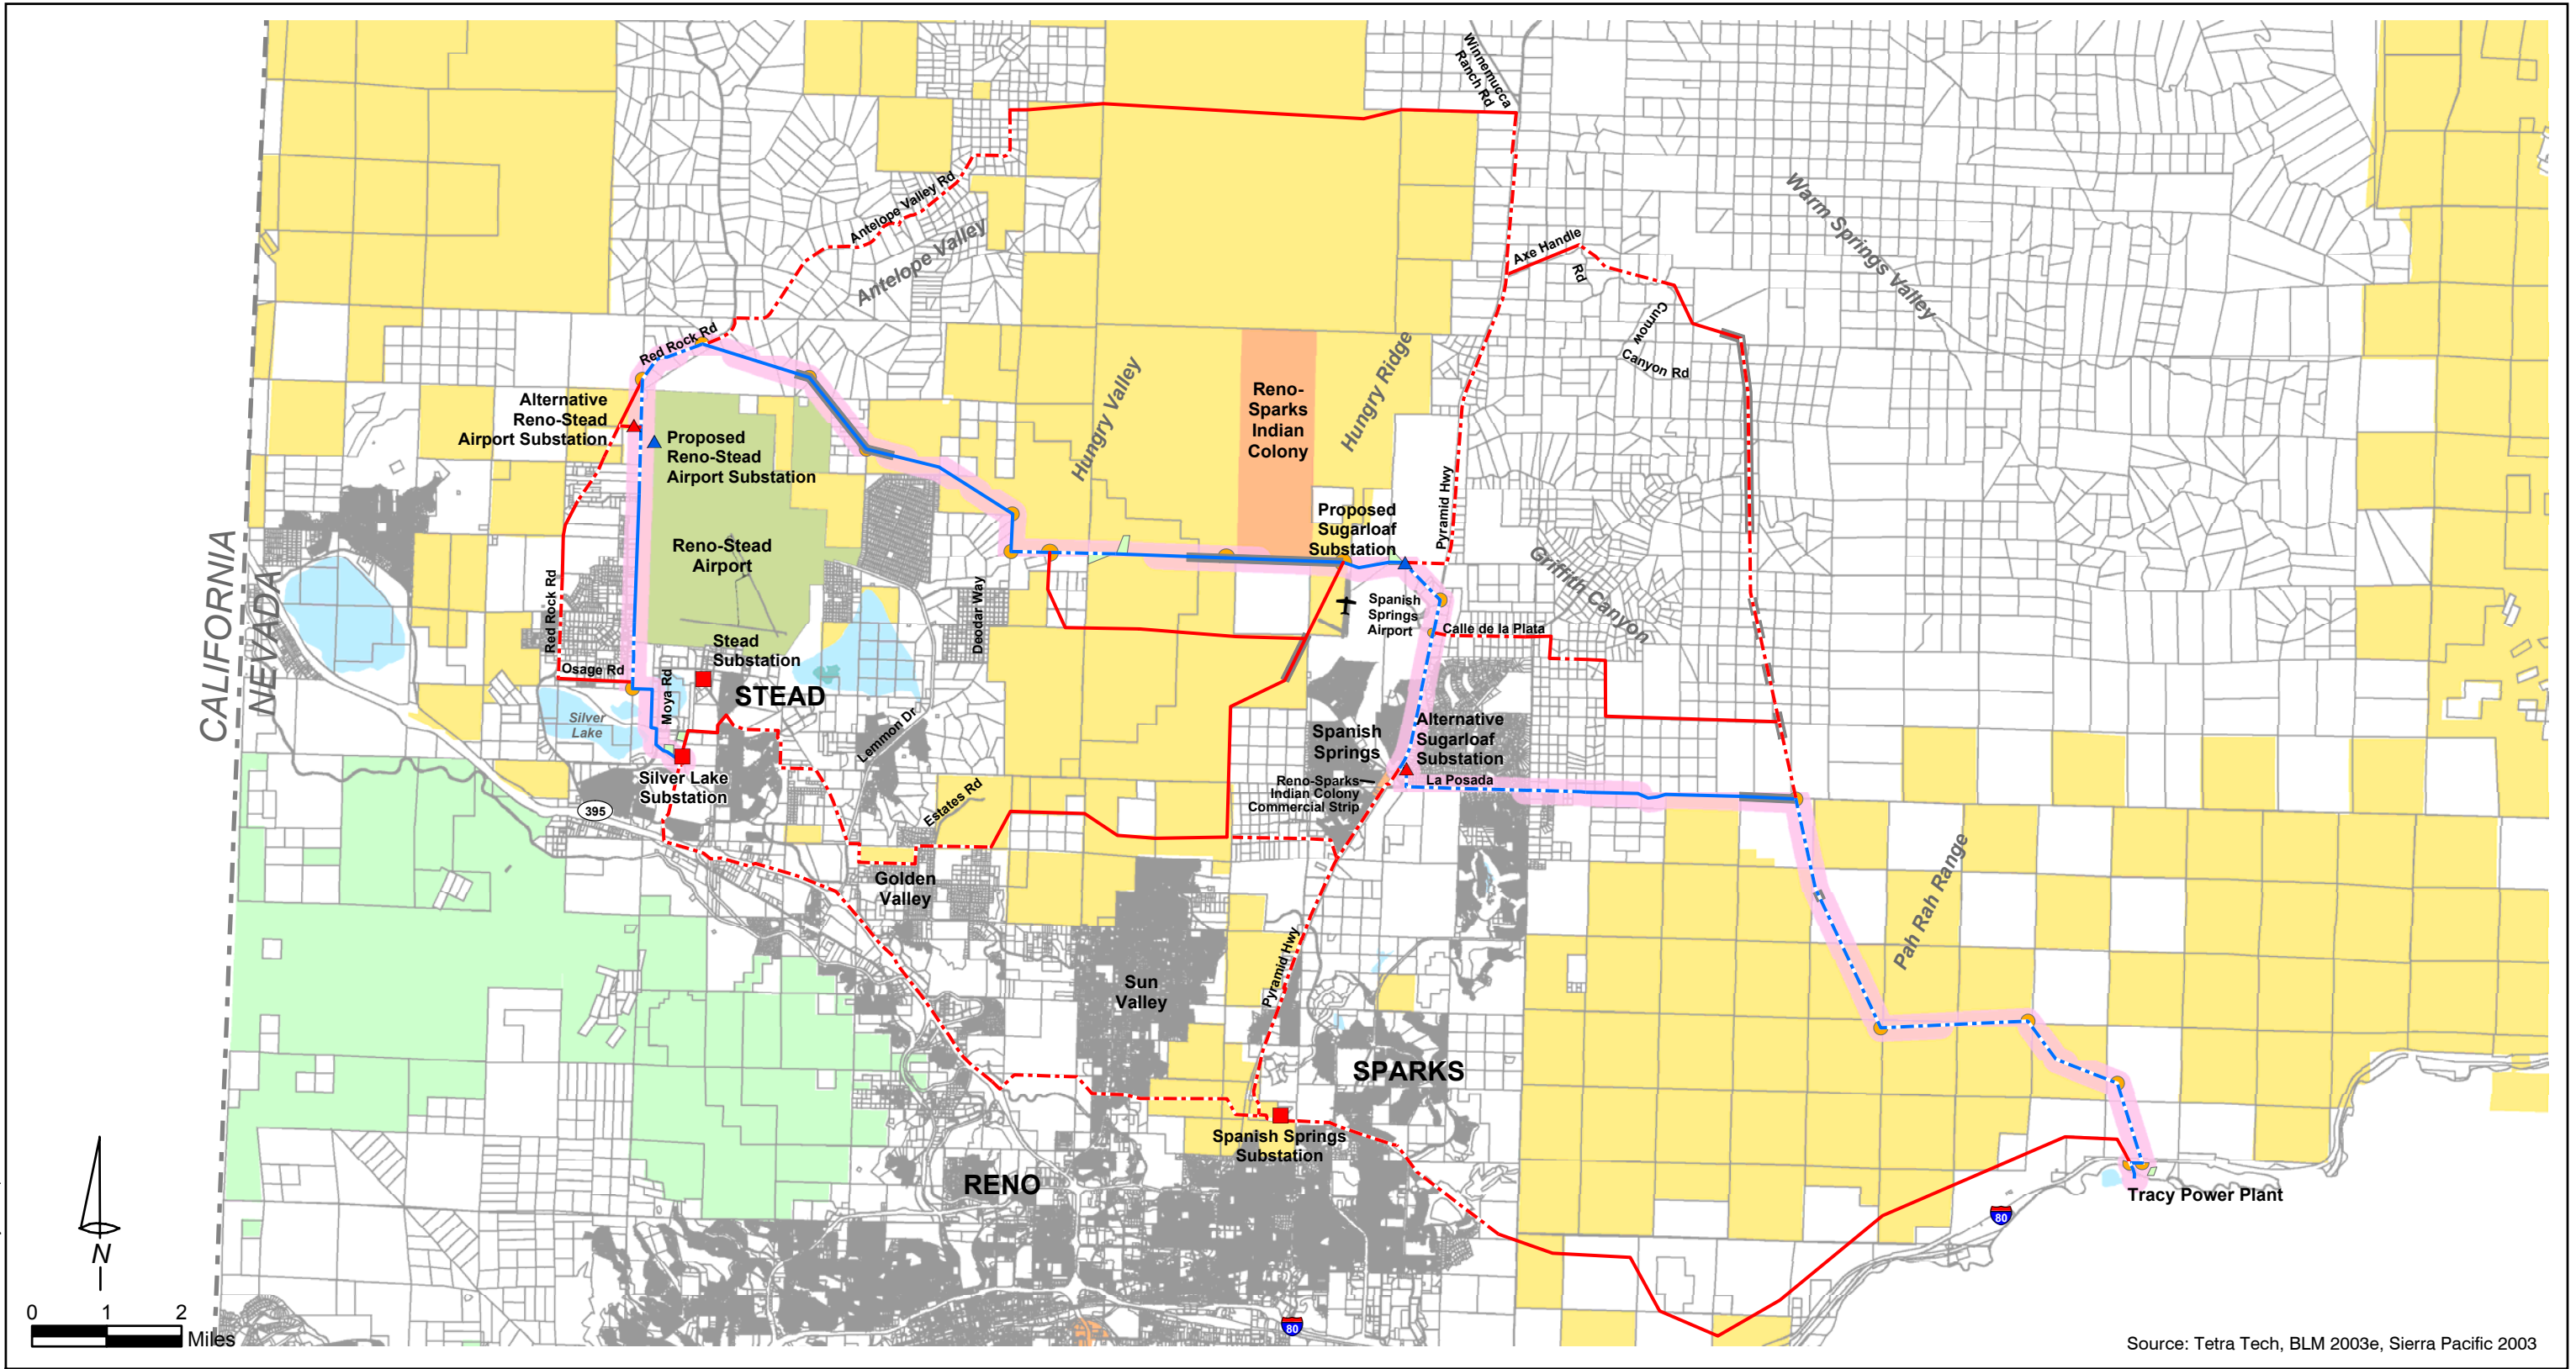 Winnemucca
Ranch Rd
Warm Springs Valley
Antelope Valley Rd
Antelope Valley
Axe Handle
Rd
Curnow
Canyon Rd
Red Rock Rd
Hungry Valley
Hungry Ridge
Reno-
Sparks
Indian
Colony
Alternative
Reno-Stead
Airport Substation
Proposed
Reno-Stead
Airport Substation
Pyramid Hwy
Proposed
Sugarloaf
Substation
Reno-Stead
Airport
Griffith Canyon
CALIFORNIA
NEVADA
Red Rock Rd
Deodar Way
Spanish
Springs
Airport
Calle de la Plata
Stead
Substation
Osage Rd
Moya Rd
STEAD
Silver
Lake
Lemmon Dr
Spanish
Springs
Alternative
Sugarloaf
Substation
La Posada
Silver Lake
Substation
Reno-Sparks
Indian Colony
Commercial Strip
395
Estates Rd
Golden
Valley
Pah Rah Range
Pyramid Hwy
Sun
Valley
SPARKS
Spanish Springs
Substation
RENO
Tracy Power Plant
80
N
0 1 2
Miles
80
Source: Tetra Tech, BLM 2003e, Sierra Pacific 2003